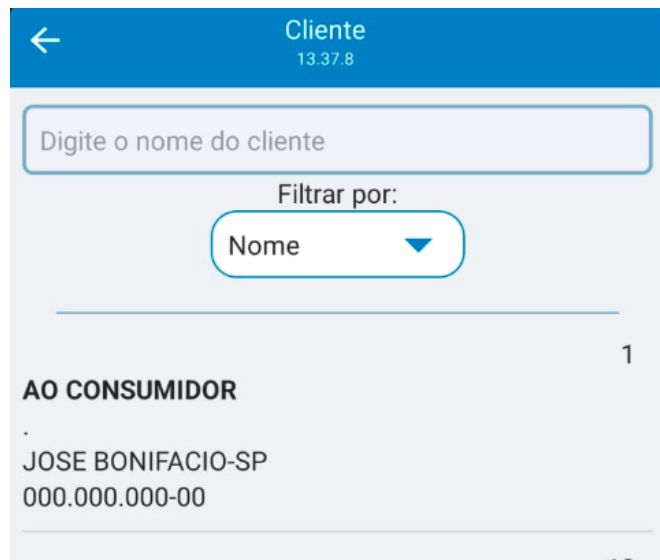 Cliente
13.37.8
Digite o nome do cliente
Filtrar por:
Nome
1
AO CONSUMIDOR
.
JOSE BONIFACIO-SP
000.000.000-00